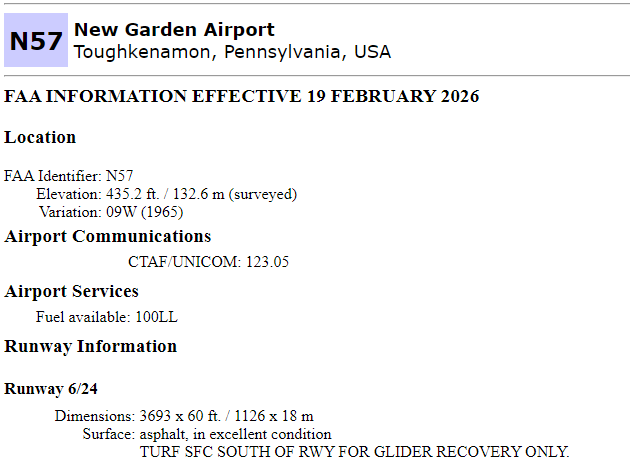 N57
New Garden Airport
Toughkenamon, Pennsylvania, USA
FAA INFORMATION EFFECTIVE 19 FEBRUARY 2026
Location
FAA Identifier: N57
Elevation: 435.2 ft. / 132.6 m (surveyed)
Variation: 09W (1965)
Airport Communications
CTAF/UNICOM: 123.05
Airport Services
Fuel available: 100LL
Runway Information
Runway 6/24
Dimensions: 3693 x 60 ft. / 1126 x 18 m
Surface: asphalt, in excellent condition
TURF SFC SOUTH OF RWY FOR GLIDER RECOVERY ONLY.